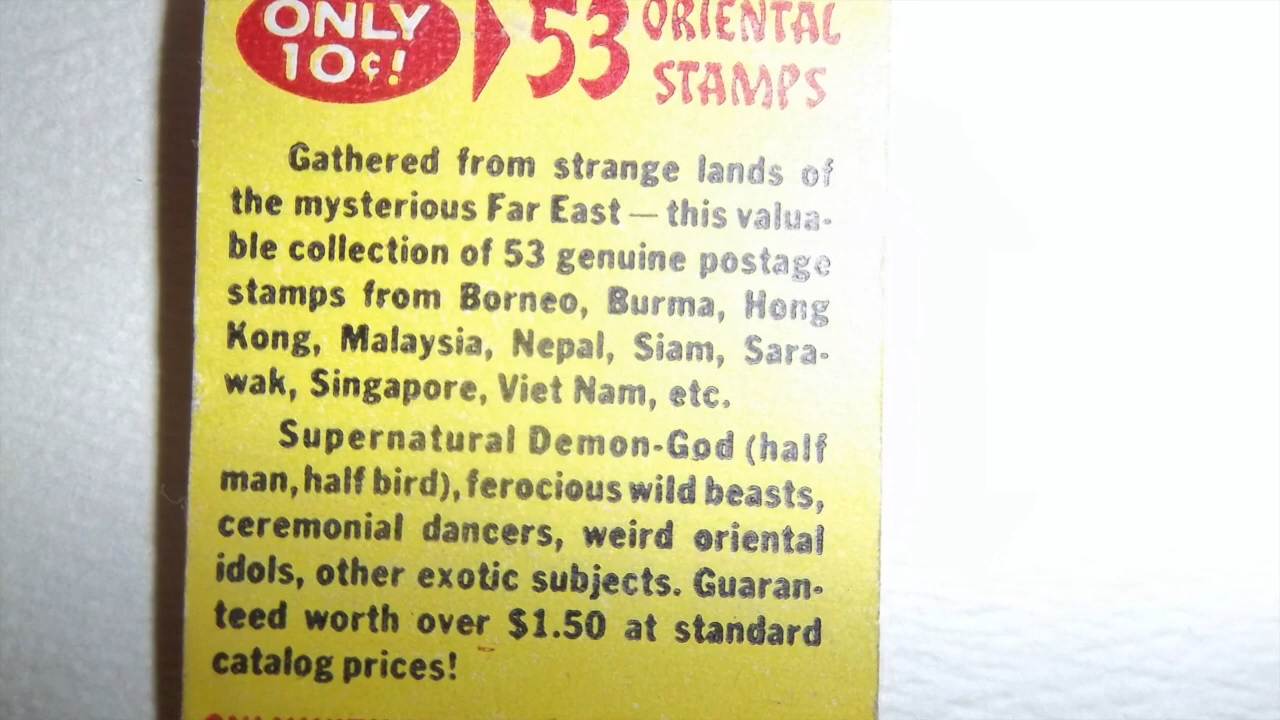 ONLY
10¢!
53
ORIENTAL
STAMPS
Gathered from strange lands of
the mysterious Far East — this valua-
ble collection of 53 genuine postage
stamps from Borneo, Burma, Hong
Kong, Malaysia, Nepal, Siam, Sara-
wak, Singapore, Viet Nam, etc.
Supernatural Demon-God (half
man, half bird), ferocious wild beasts,
ceremonial dancers, weird oriental
idols, other exotic subjects. Guaran-
teed worth over $1.50 at standard
catalog prices!